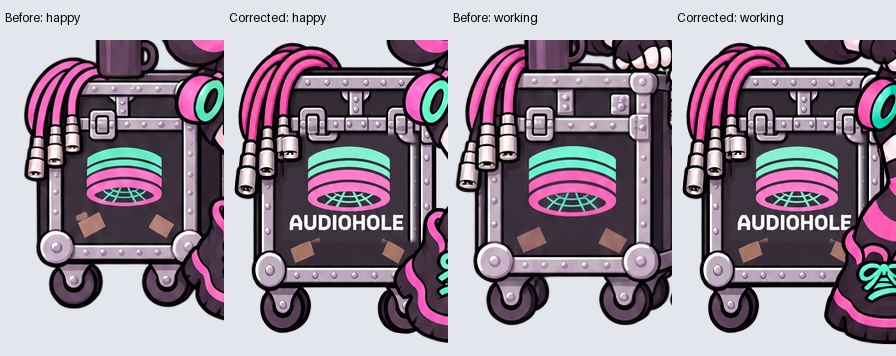 Before: happy
Corrected: happy
Before: working
Corrected: working
AUDIOHOLE
AUDIOHOLE